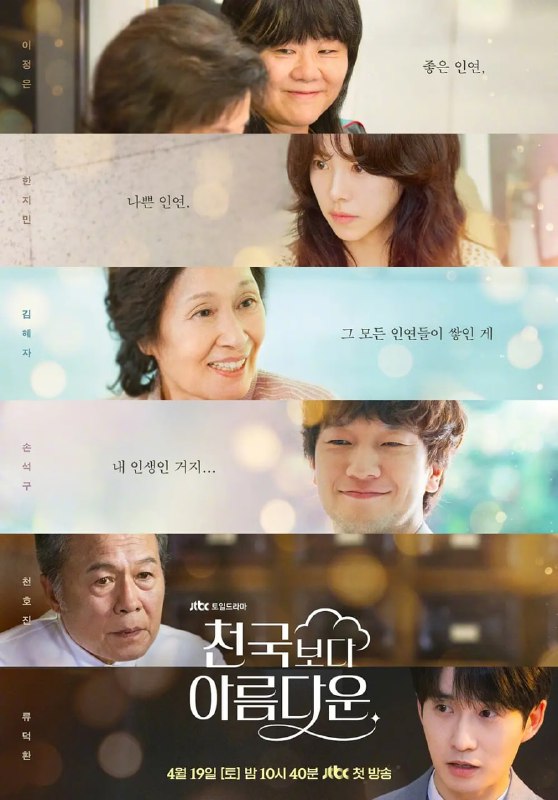 이정은
좋은 인연,
한지민
나쁜 인연,
김혜자
그 모든 인연들이 쌓인 게
손석구
내 인생인 거지...
천호진
jtbc 토일드라마
천국보다
아름다운
류덕환
4월 19일 [토] 밤 10시 40분 jtbc 첫 방송